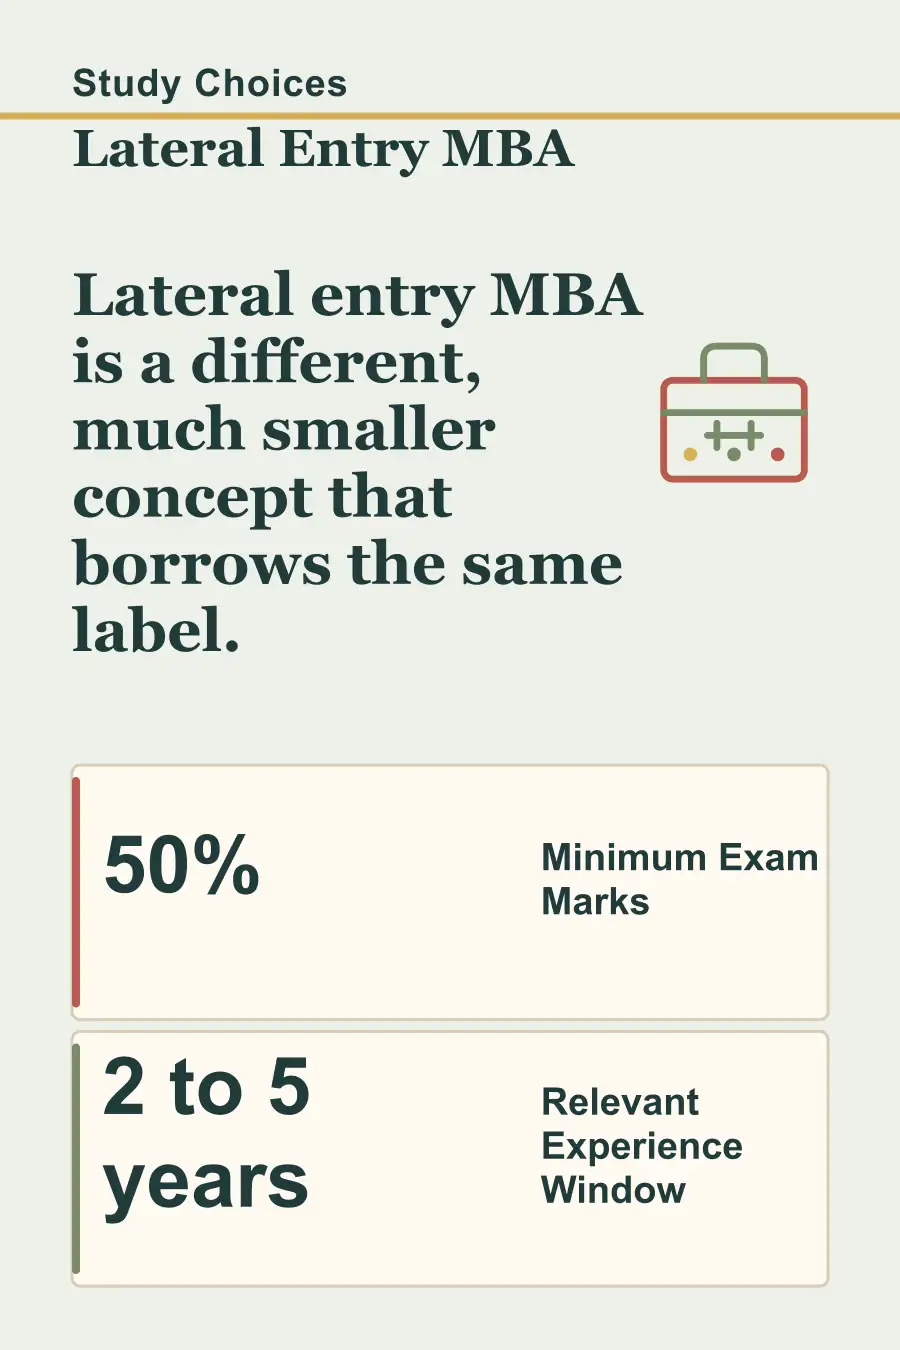 Study Choices
Lateral Entry MBA
Lateral entry MBA
is a different,
much smaller
concept that
borrows the same
label.
50%
Minimum Exam
Marks
2 to 5
years
Relevant
Experience
Window